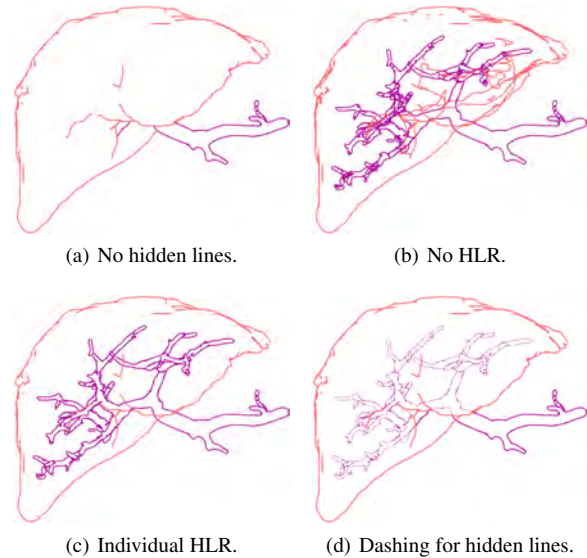 (a) No hidden lines.
(b) No HLR.
(c) Individual HLR.
(d) Dashing for hidden lines.